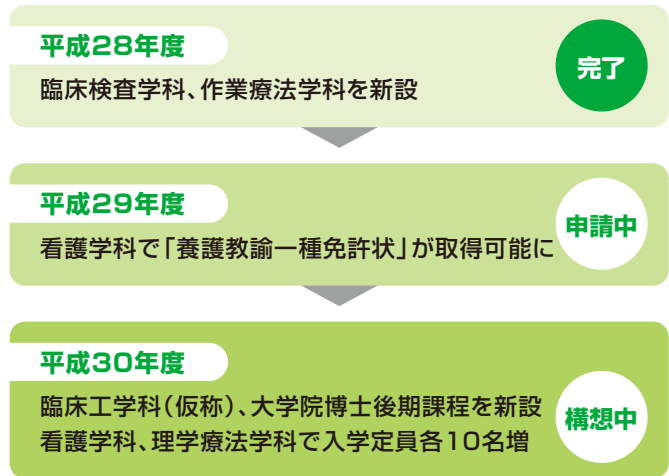 平成28年度
完了
臨床検査学科、作業療法学科を新設
平成29年度
申請中
看護学科で「養護教諭一種免許状」が取得可能に
平成30年度
臨床工学科(仮称)、大学院博士後期課程を新設
構想中
看護学科、理学療法学科で入学定員各10名増